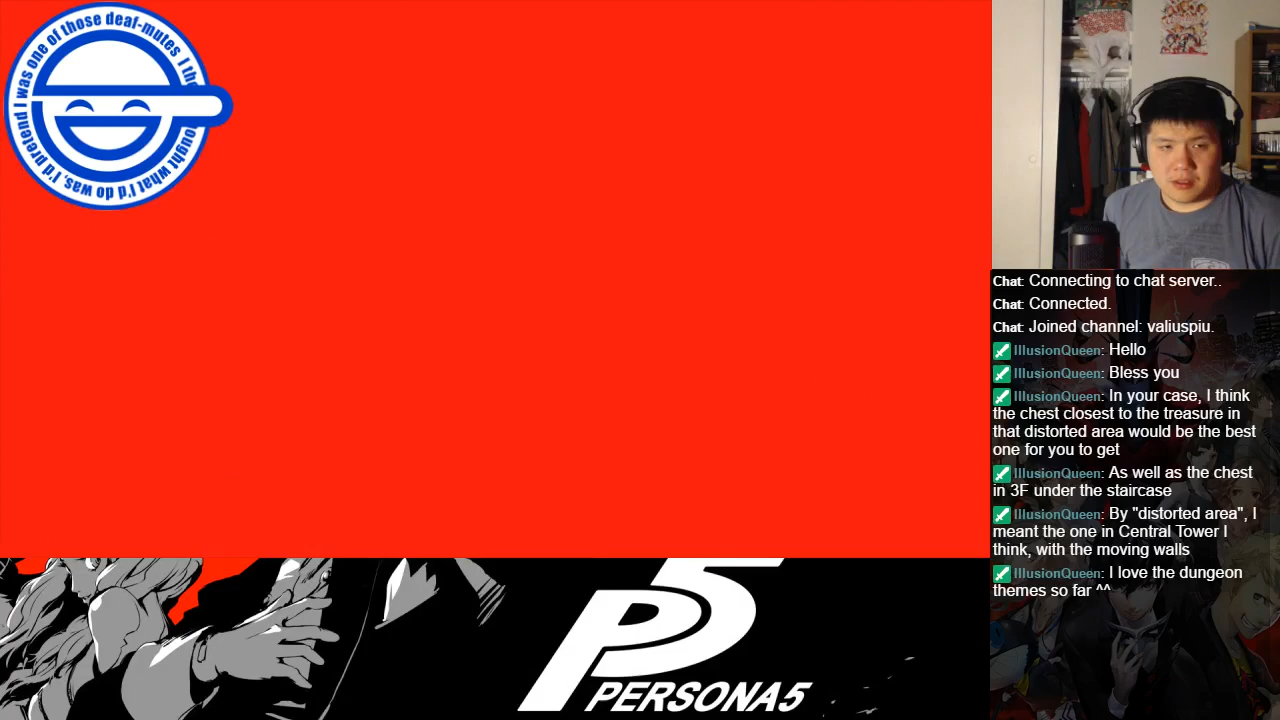 I thought what I'd do was, I'd pretend I was one of those deaf-mutes
Chat: Connecting to chat server..
Chat: Connected.
Chat: Joined channel: valiuspiu.
IllusionQueen: Hello
IllusionQueen: Bless you
IllusionQueen: In your case, I think
the chest closest to the treasure in
that distorted area would be the best
one for you to get
IllusionQueen: As well as the chest
in 3F under the staircase
IllusionQueen: By "distorted area", I
meant the one in Central Tower I
think, with the moving walls
IllusionQueen: I love the dungeon
themes so far ^^
P5
PERSONA5